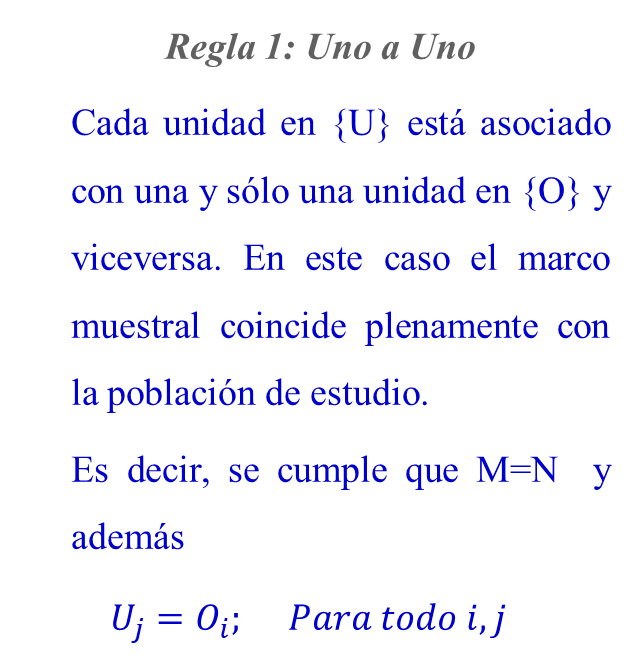 Regla 1: Uno a Uno
Cada unidad en {U} está asociado
con una y sólo una unidad en {O} y
viceversa. En este caso el marco
muestral coincide plenamente con
la población de estudio.
Es decir, se cumple que M=N y
además
U_j = O_i; Para todo i,j